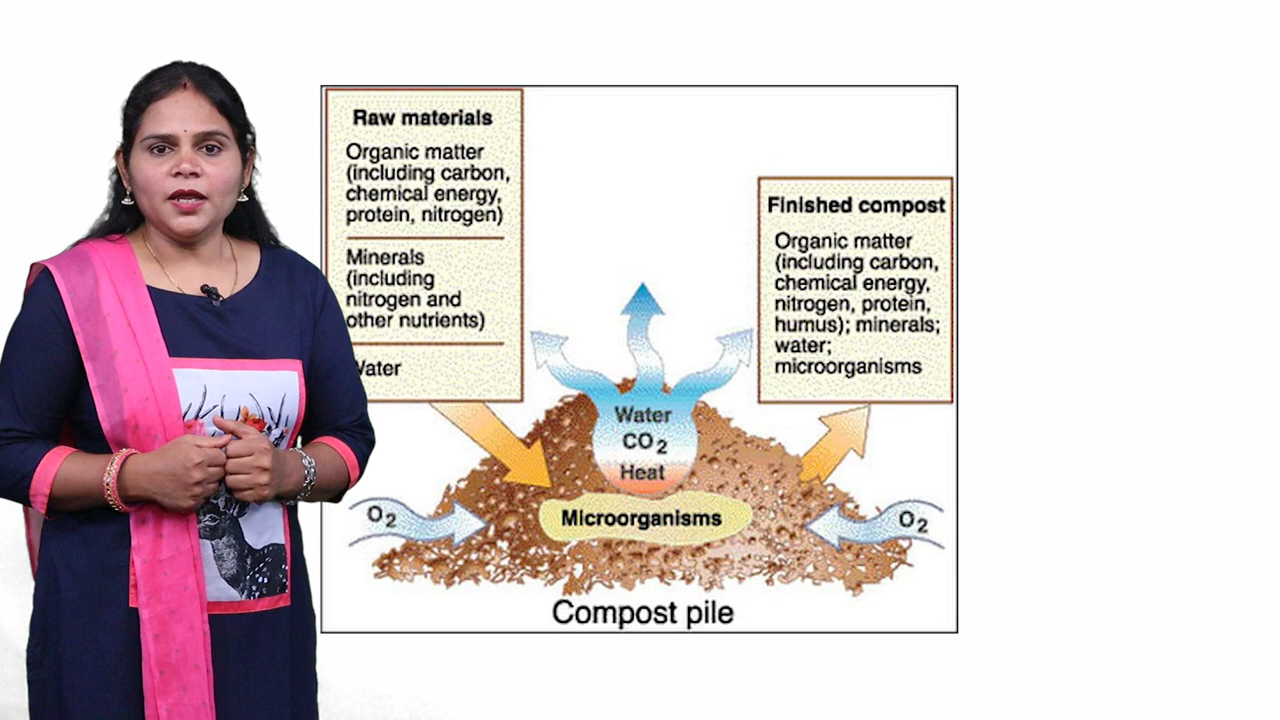 Raw materials
Organic matter
(including carbon,
chemical energy,
protein, nitrogen)
Minerals
(including
nitrogen and
other nutrients)
Water
Finished compost
Organic matter
(including carbon,
chemical energy,
nitrogen, protein,
humus); minerals;
water;
microorganisms
Water
CO2
Heat
Microorganisms
O2
O2
Compost pile